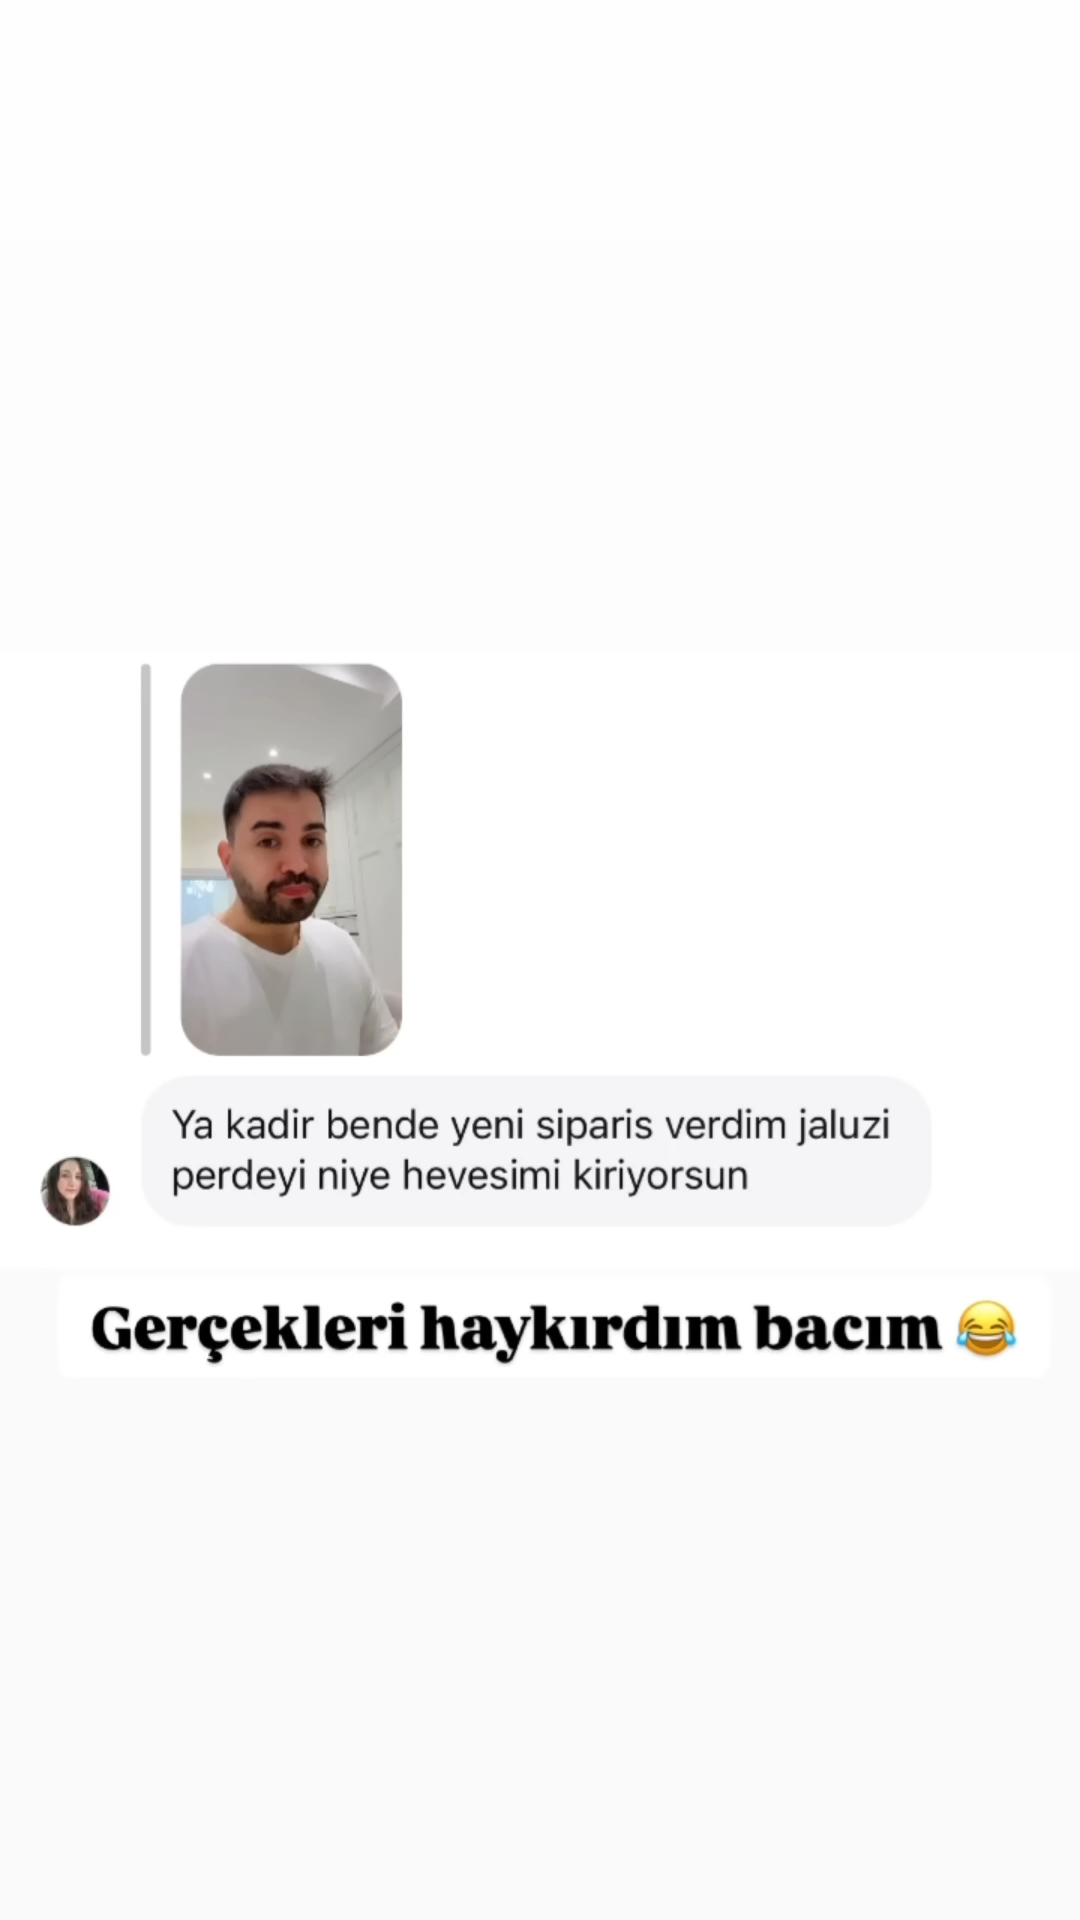 Ya kadir bende yeni siparis verdim jaluzi
perdeyi niye hevesimi kiriyorsun
Gerçekleri haykırdım bacım 😂